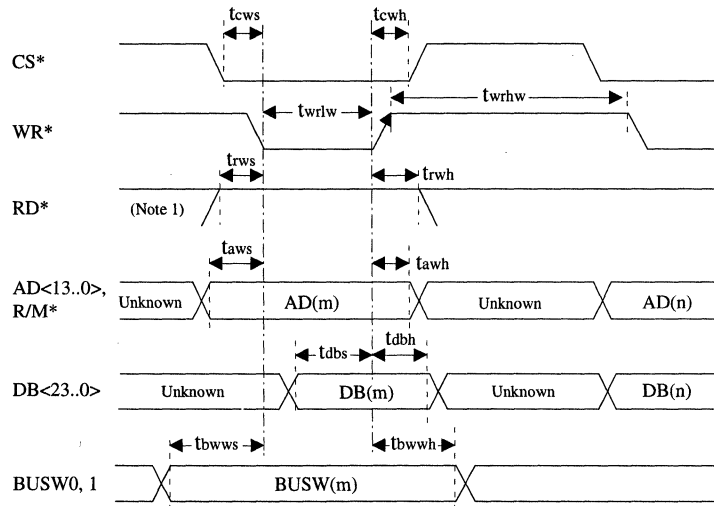 tcws tcwh
CS*
twrlw twrhw
WR*
trws trwh
RD* (Note 1)
taws tawh
AD<13..0>, Unknown AD(m) Unknown AD(n)
R/M*
tdbs tdbh
DB<23..0> Unknown DB(m) Unknown DB(n)
tbwws tbwwh
BUSW0, 1 BUSW(m)